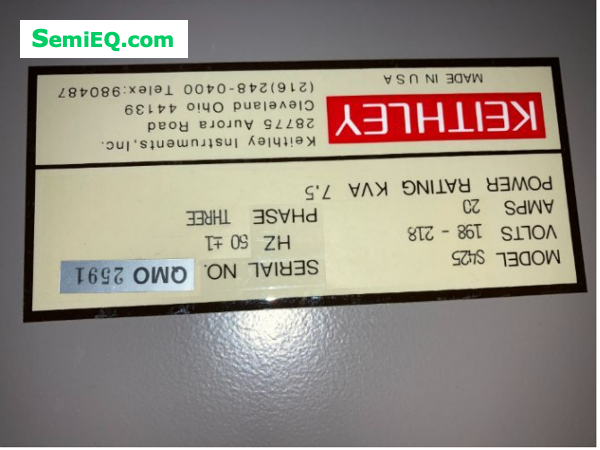 SemiEQ.com
MODEL S425
SERIAL NO. QMO 2591
VOLTS 198 - 218
HZ 50 ±1
AMPS 20
PHASE THREE
POWER RATING KVA 7.5
KEITHLEY
MADE IN USA
Keithley Instruments,Inc.
28775 Aurora Road
Cleveland Ohio 44139
(216)248-0400 Telex:980487